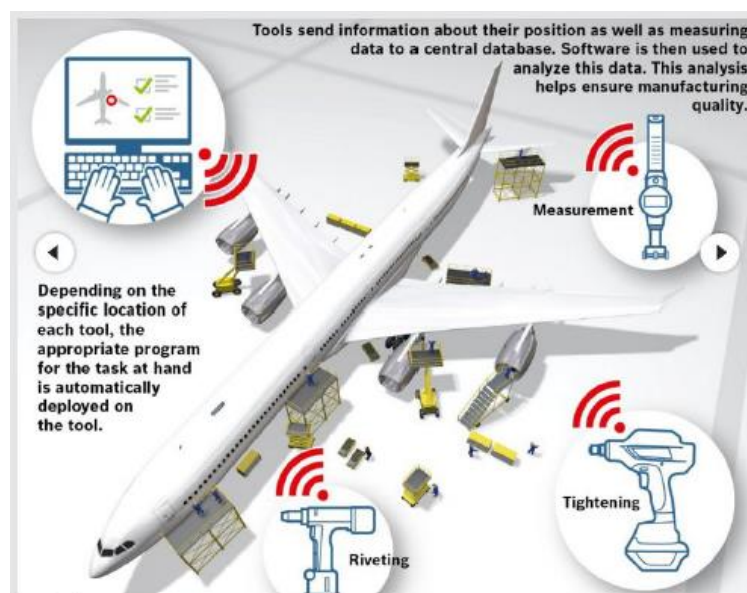 Tools send information about their position as well as measuring
data to a central database. Software is then used to
analyze this data. This analysis
helps ensure manufacturing
quality.
Measurement
Depending on the
specific location of
each tool, the
appropriate program
for the task at hand
is automatically
deployed on
the tool.
Tightening
Riveting